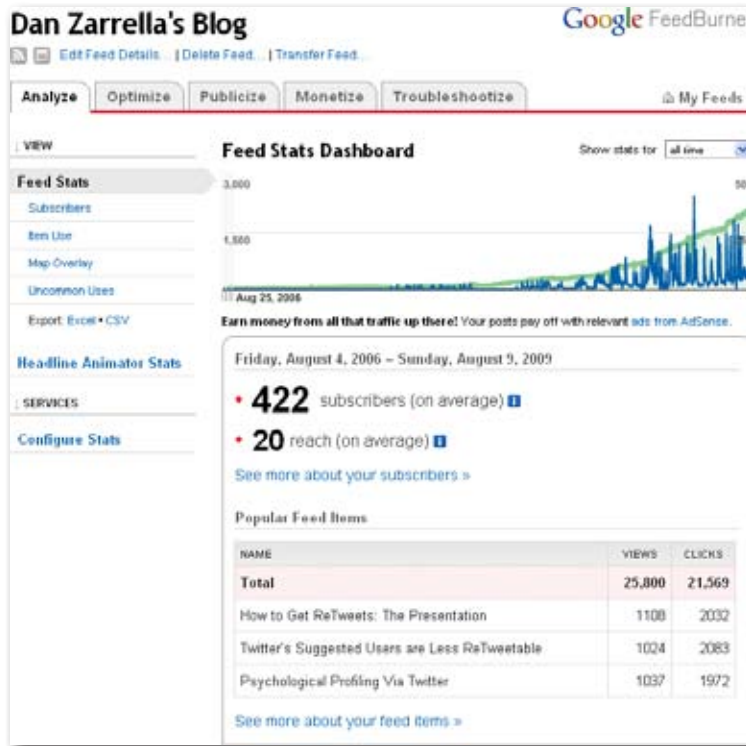 Dan Zarrella's Blog
Google FeedBurne
Edit Feed Details... | Delete Feed... | Transfer Feed...
Analyze Optimize Publicize Monetize Troubleshootize My Feeds
VIEW
Feed Stats
Subscribers
Item Use
Map Overlay
Uncommon Uses
Export: Excel • CSV
Headline Animator Stats
SERVICES
Configure Stats
Feed Stats Dashboard
Show stats for all time
3,000
50
1,500
Aug 25, 2006
Earn money from all that traffic up there! Your posts pay off with relevant ads from AdSense.
Friday, August 4, 2006 – Sunday, August 9, 2009
• 422 subscribers (on average)
• 20 reach (on average)
See more about your subscribers »
Popular Feed Items
NAME VIEWS CLICKS
Total 25,800 21,569
How to Get ReTweets: The Presentation 1108 2032
Twitter's Suggested Users are Less ReTweetable 1024 2083
Psychological Profiling Via Twitter 1037 1972
See more about your feed items »